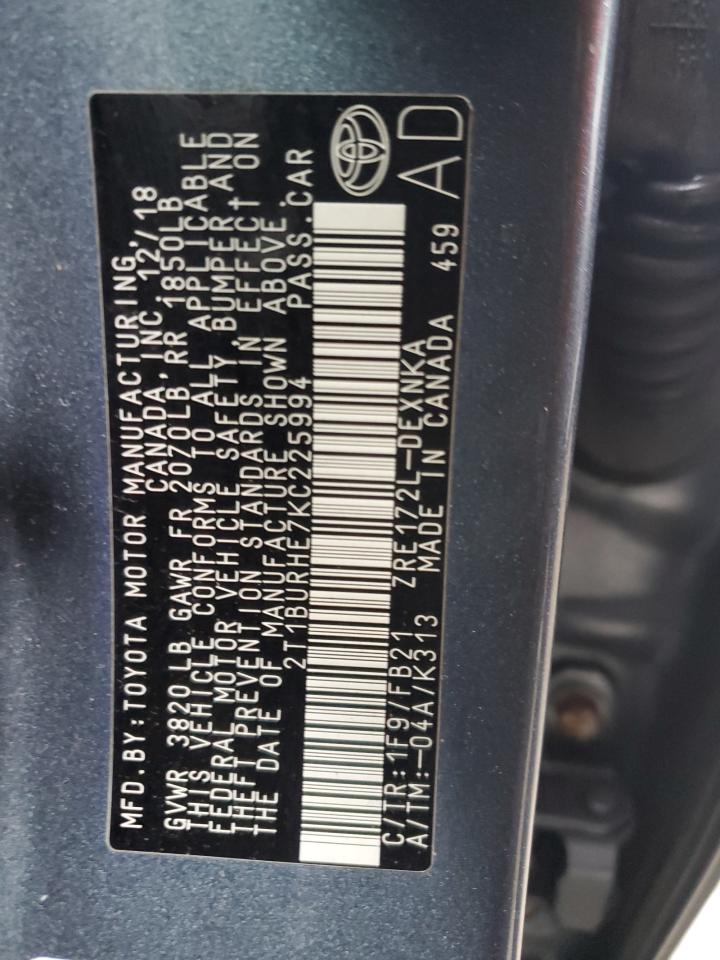 MFD.BY:TOYOTA MOTOR MANUFACTURING,
CANADA,INC. 12/18
GVWR 3820LB GAWR FR 2070LB RR 1850LB
THIS VEHICLE CONFORMS TO ALL APPLICABLE
FEDERAL MOTOR VEHICLE SAFETY, BUMPER AND
THEFT PREVENTION STANDARDS IN EFFECT ON
THE DATE OF MANUFACTURE SHOWN ABOVE.
2T1BURHE7KC225994 PASS.CAR
C/TR:1F9/FB21 ZRE172L-DEXNKA
A/TM:-04A/K313 MADE IN CANADA 459
AD